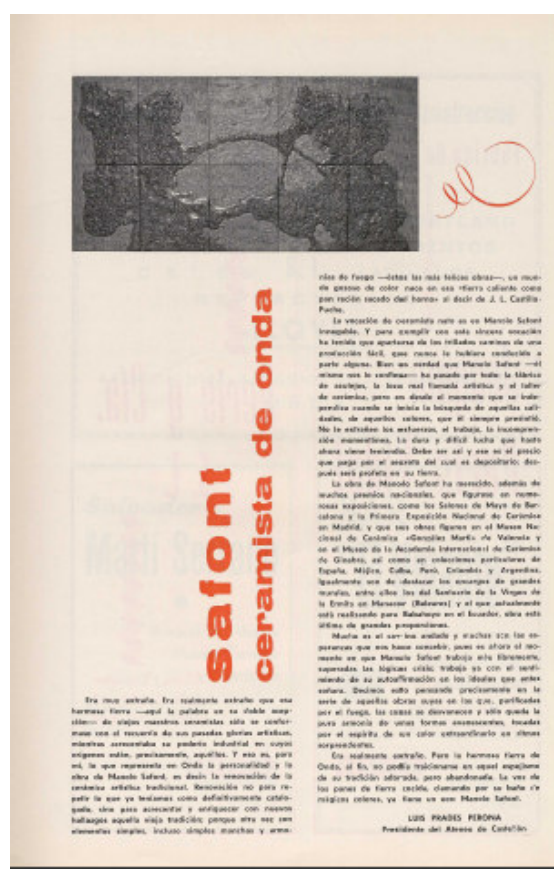 safont
ceramista de onda
Era muy extraño. Era realmente extraño que esa
hermosa tierra —aquí la palabra en su doble acep-
ción— de viejos maestros ceramistas sólo se confor-
mase con el recuerdo de sus pasadas glorias artísticas,
mientras acrecentaba su poderío industrial en cuyos
orígenes están, precisamente, aquéllas. Y eso es, para
mí, lo que representa en Onda la personalidad y la
obra de Manolo Safont, es decir la renovación de la
cerámica artística tradicional. Renovación no para re-
petir lo que ya teníamos como definitivamente catalo-
gado, sino para acrecentar y enriquecer con nuevos
hallazgos aquella vieja tradición; porque otra vez con
elementos simples, incluso simples manchas y armo-
nías de fuego —éstas las más felices obras—, un mun-
do gozoso de color nace en esa «tierra caliente como
pan recién sacado del horno» al decir de J. L. Castillo-
Puche.
La vocación de ceramista nato es en Manolo Safont
innegable. Y para cumplir con esta sincera vocación
ha tenido que apartarse de los trillados caminos de una
producción fácil, que nunca le hubiera conducido a
parte alguna. Bien es verdad que Manolo Safont —él
mismo nos lo confiesa— ha pasado por todo: la fábrica
de azulejos, la loza mal llamada artística y el taller
de cerámica, pero es desde el momento que se inde-
pendiza cuando se inicia la búsqueda de aquellas cali-
dades, de aquellos colores, que él siempre presintió.
No le extrañen los esfuerzos, el trabajo, la incompren-
sión momentánea. La dura y difícil lucha que hasta
ahora viene teniendo. Debe ser así y ese es el precio
que paga por el secreto del cual es depositario; des-
pués será profeta en su tierra.
La obra de Manolo Safont ha merecido, además de
muchos premios nacionales, que figurase en nume-
rosas exposiciones, como los Salones de Mayo de Bar-
celona y la Primera Exposición Nacional de Cerámica
en Madrid, y que sus obras figuren en el Museo Na-
cional de Cerámica «González Martí» de Valencia y
en el Museo de la Academia Internacional de Cerámica
de Ginebra, así como en colecciones particulares de
España, Méjico, Cuba, Perú, Colombia y Argentina.
Igualmente son de destacar los encargos de grandes
murales, entre ellos los del Santuario de la Virgen de
la Ermita en Manacor (Baleares) y el que actualmente
está realizando para Babahoyo en el Ecuador, obra esta
última de grandes proporciones.
Mucho es el camino andado y muchas son las es-
peranzas que nos hace concebir, pues es ahora el mo-
mento en que Manolo Safont trabaja más libremente,
superadas las lógicas crisis; trabaja ya con el senti-
miento de su autoafirmación en los ideales que antes
soñara. Decimos esto pensando precisamente en la
serie de aquellas obras suyas en las que, purificadas
por el fuego, las cosas se desvanecen y sólo queda la
pura armonía de unas formas evanescentes, tocadas
por el espíritu de un color extraordinario en ritmos
sorprendentes.
Era realmente extraño. Pero la hermosa tierra de
Onda, al fin, no podía traicionarse en aquel espejismo
de su tradición adorada, pero abandonada. La voz de
los panes de tierra cocida, clamando por su baño de
mágicos colores, ya tiene un eco: Manolo Safont.
LUIS PRADES PERONA
Presidente del Ateneo de Castellón